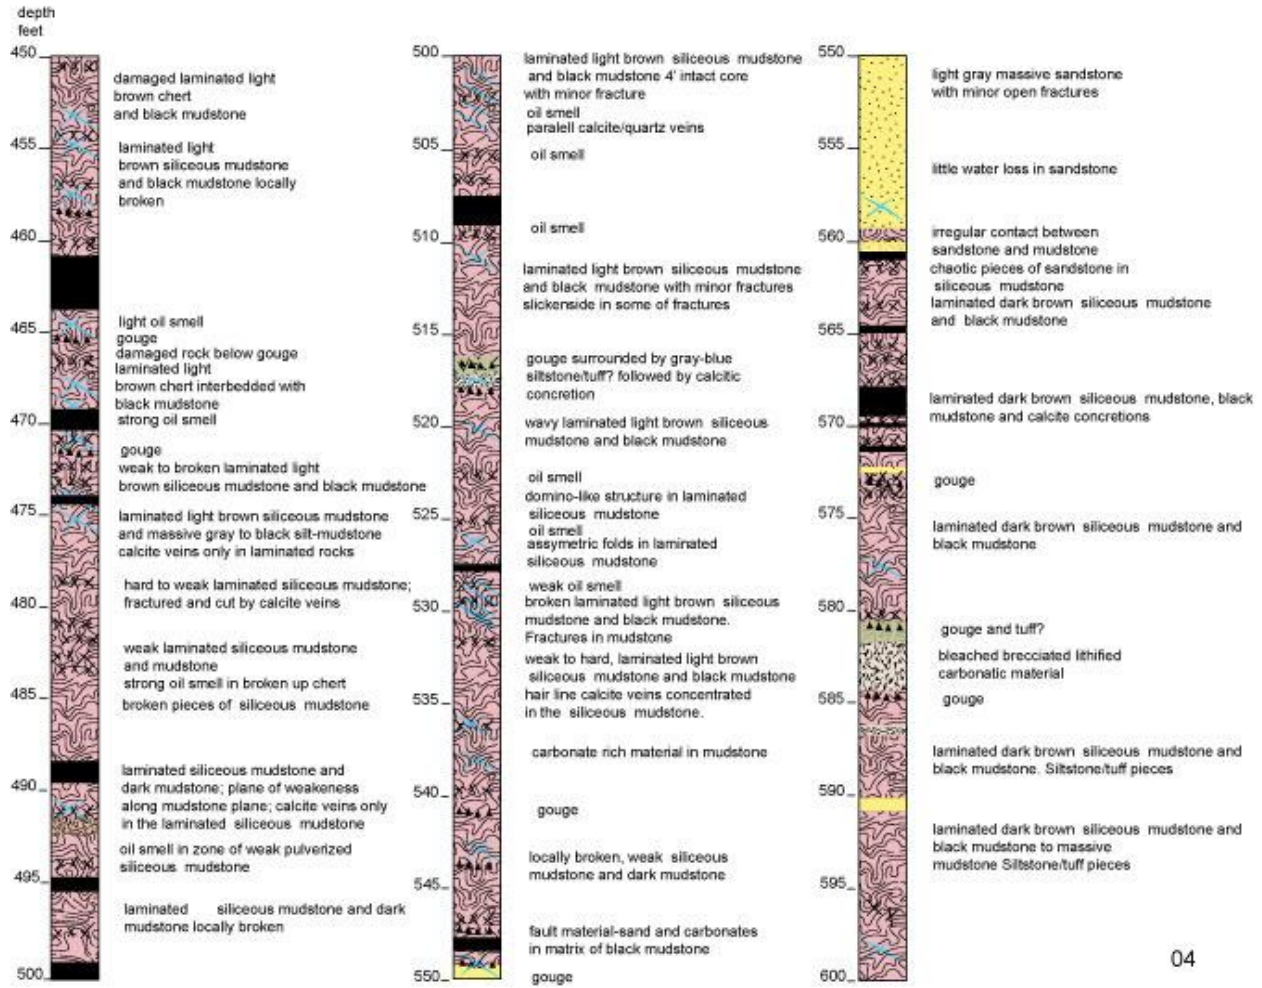 depth
feet
450
455
460
465
470
475
480
485
490
495
500
damaged laminated light
brown chert
and black mudstone
laminated light
brown siliceous mudstone
and black mudstone locally
broken
light oil smell
gouge
damaged rock below gouge
laminated light
brown chert interbedded with
black mudstone
strong oil smell
gouge
weak to broken laminated light
brown siliceous mudstone and black mudstone
laminated light brown siliceous mudstone
and massive gray to black silt-mudstone
calcite veins only in laminated rocks
hard to weak laminated siliceous mudstone;
fractured and cut by calcite veins
weak laminated siliceous mudstone
and mudstone
strong oil smell in broken up chert
broken pieces of siliceous mudstone
laminated siliceous mudstone and
dark mudstone; plane of weakness
along mudstone plane; calcite veins only
in the laminated siliceous mudstone
oil smell in zone of weak pulverized
siliceous mudstone
laminated siliceous mudstone and dark
mudstone locally broken
500
505
510
515
520
525
530
535
540
545
550
laminated light brown siliceous mudstone
and black mudstone 4' intact core
with minor fracture
oil smell
paralell calcite/quartz veins
oil smell
oil smell
laminated light brown siliceous mudstone
and black mudstone with minor fractures
slickenside in some of fractures
gouge surrounded by gray-blue
siltstone/tuff? followed by calcitic
concretion
wavy laminated light brown siliceous
mudstone and black mudstone
oil smell
domino-like structure in laminated
siliceous mudstone
oil smell
assymetric folds in laminated
siliceous mudstone
weak oil smell
broken laminated light brown siliceous
mudstone and black mudstone.
Fractures in mudstone
weak to hard, laminated light brown
siliceous mudstone and black mudstone
hair line calcite veins concentrated
in the siliceous mudstone.
carbonate rich material in mudstone
gouge
locally broken, weak siliceous
mudstone and dark mudstone
fault material-sand and carbonates
in matrix of black mudstone
gouge
550
555
560
565
570
575
580
585
590
595
600
light gray massive sandstone
with minor open fractures
little water loss in sandstone
irregular contact between
sandstone and mudstone
chaotic pieces of sandstone in
siliceous mudstone
laminated dark brown siliceous mudstone
and black mudstone
laminated dark brown siliceous mudstone, black
mudstone and calcite concretions
gouge
laminated dark brown siliceous mudstone and
black mudstone
gouge and tuff?
bleached brecciated lithified
carbonatic material
gouge
laminated dark brown siliceous mudstone and
black mudstone. Siltstone/tuff pieces
laminated dark brown siliceous mudstone and
black mudstone to massive
mudstone Siltstone/tuff pieces
04